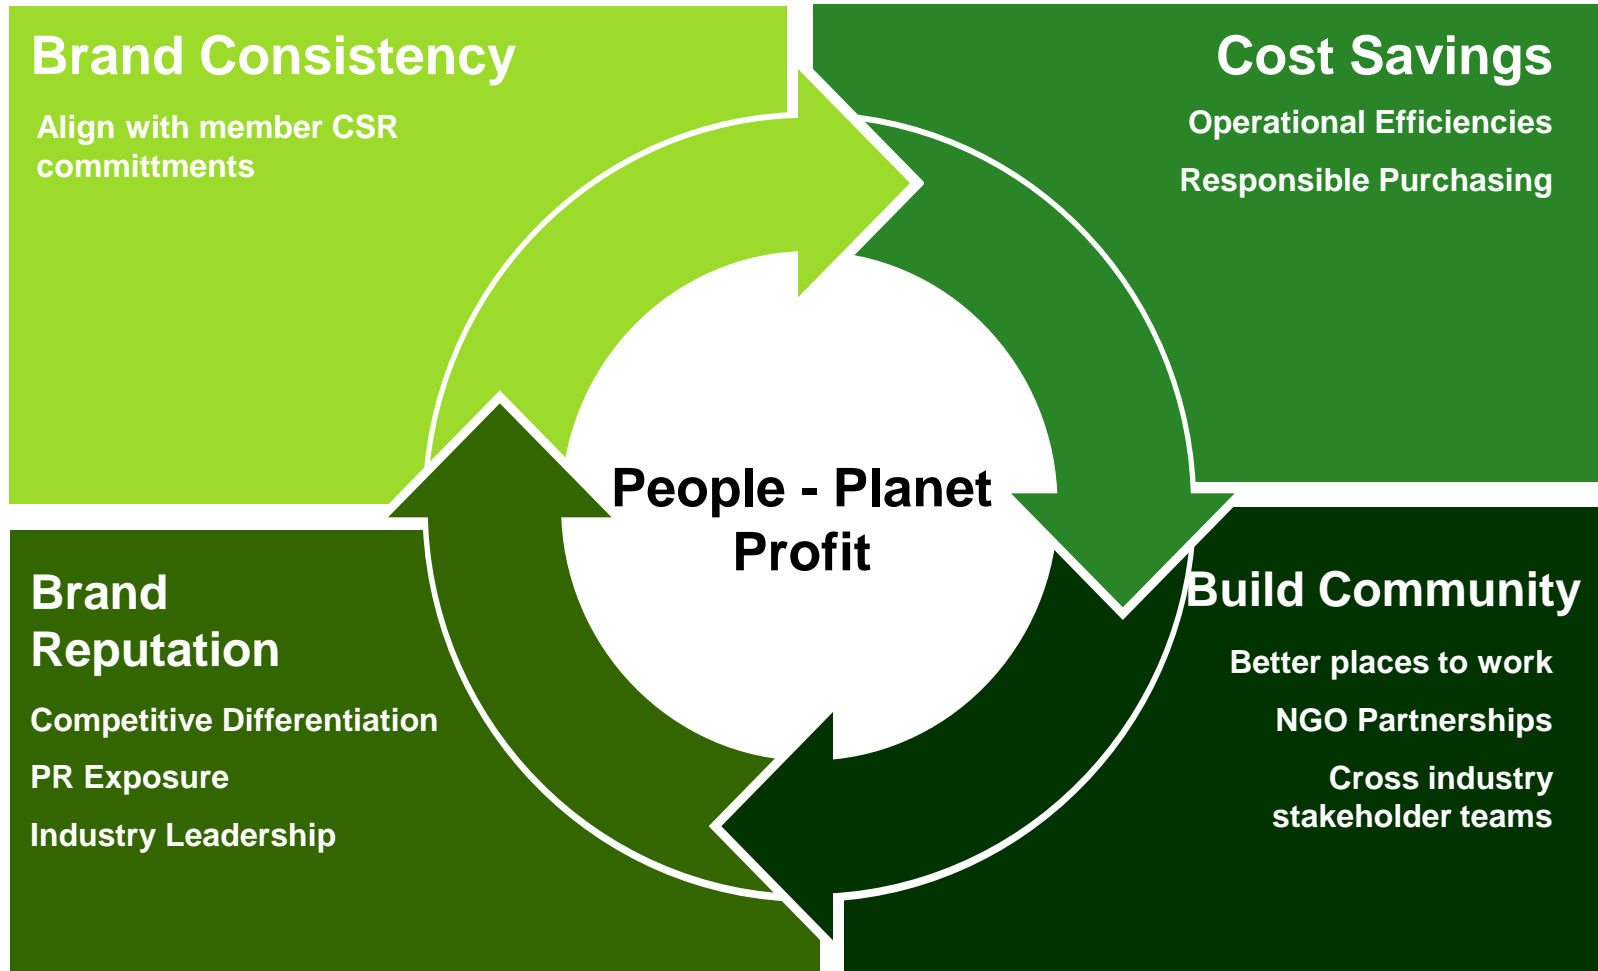 Brand Consistency
Align with member CSR
committments
Cost Savings
Operational Efficiencies
Responsible Purchasing
People - Planet
Profit
Brand
Reputation
Competitive Differentiation
PR Exposure
Industry Leadership
Build Community
Better places to work
NGO Partnerships
Cross industry
stakeholder teams